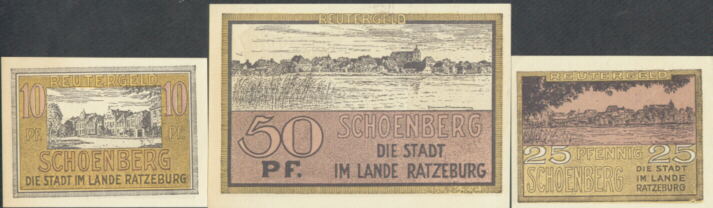 REUTERGELD
10 10
PF. PF.
SCHOENBERG
DIE STADT IM LANDE RATZEBURG
REUTERGELD
50 SCHOENBERG
PF. DIE STADT
IM LANDE RATZEBURG
REUTERGELD
25 PFENNIG 25
SCHOENBERG DIE STADT
IM LANDE
RATZEBURG